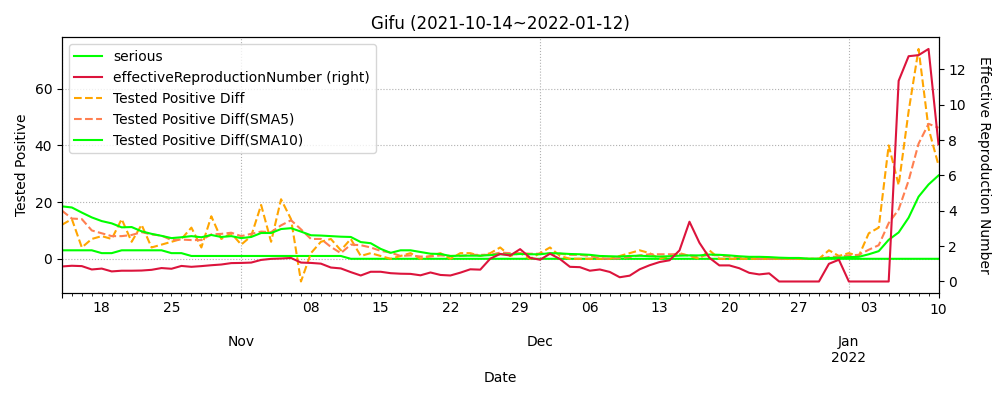 Gifu (2021-10-14~2022-01-12)
serious
effectiveReproductionNumber (right)
Tested Positive Diff
Tested Positive Diff(SMA5)
Tested Positive Diff(SMA10)
Tested Positive
60
40
20
0
Effective Reproduction Number
12
10
8
6
4
2
0
18 25 08 15 22 29 06 13 20 27 03 10
Nov Dec Jan
2022
Date